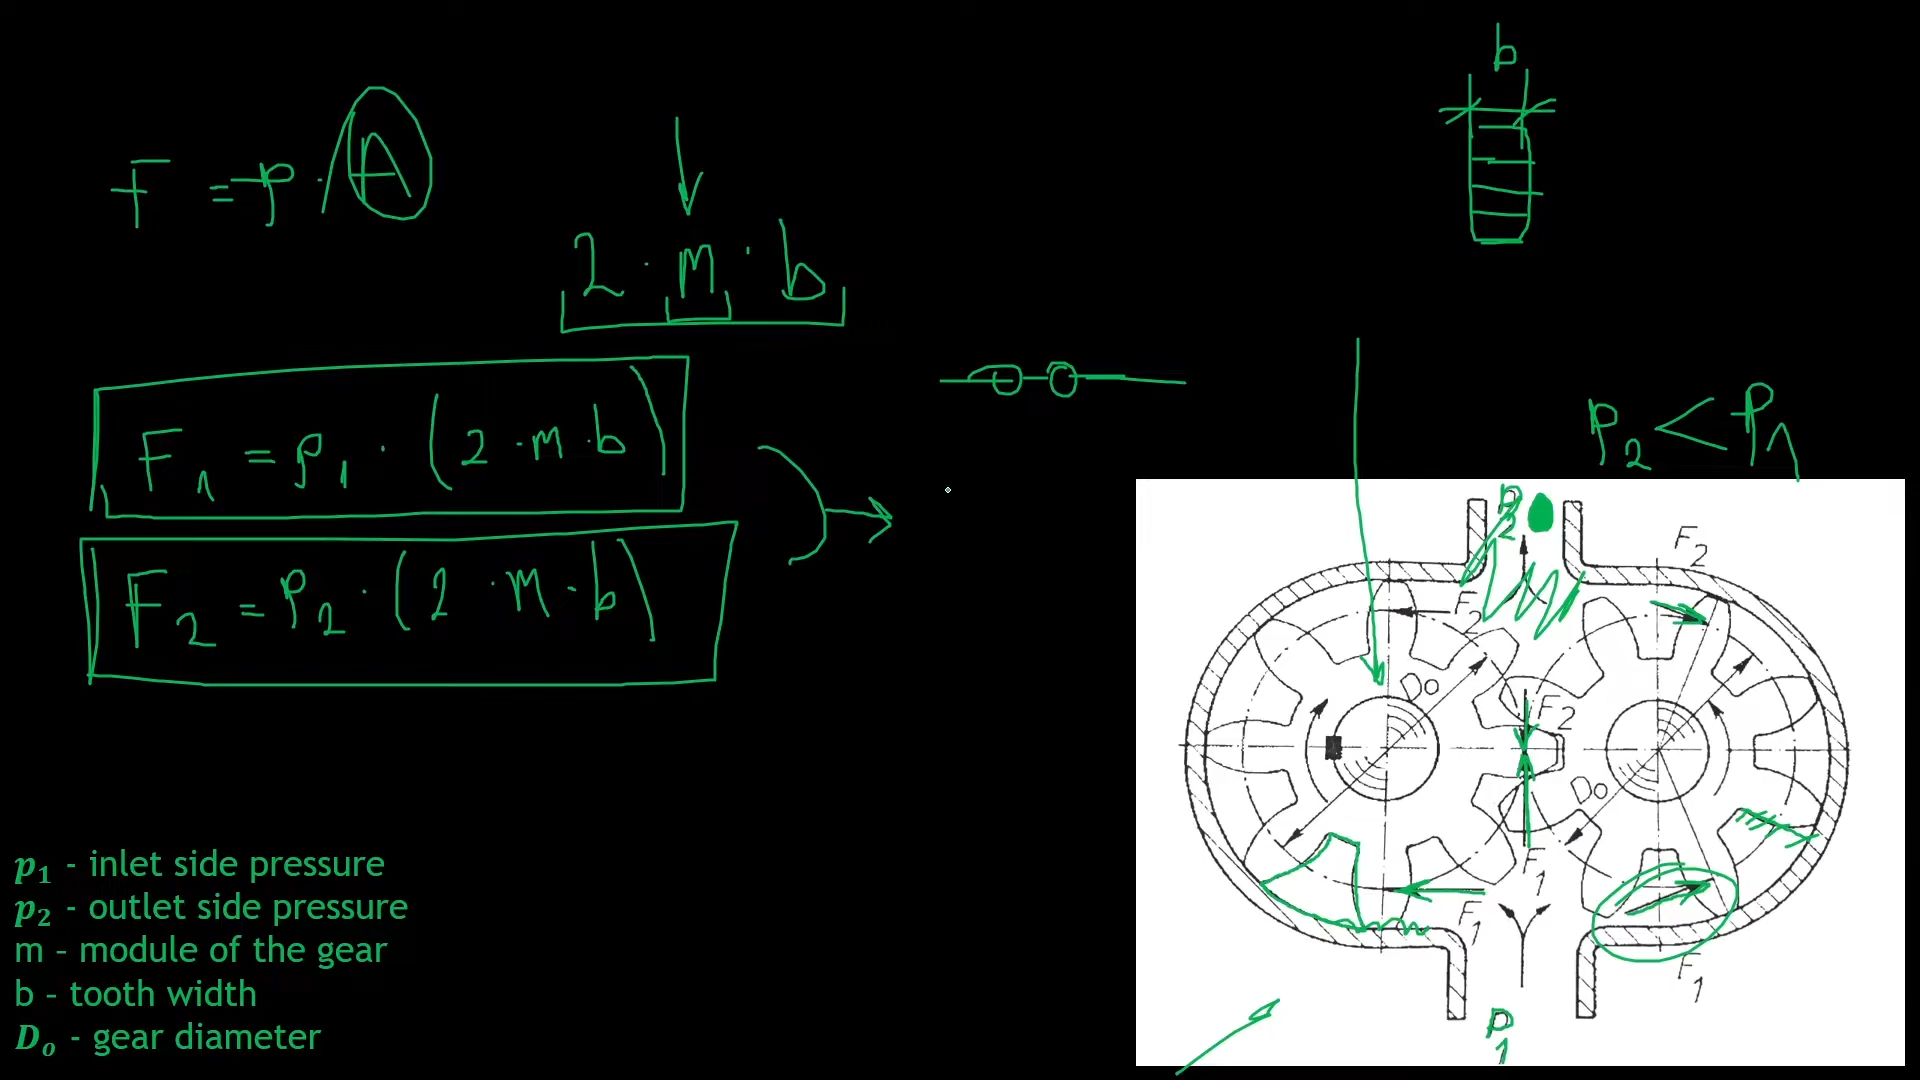 F = p · A
2 · m · b
F1 = p1 · (2 · m · b)
F2 = p2 · (2 · m · b)
b
p2 < p1
p2
F2
F2
Do
F2
Do
F1
F1
F1
p1
p1 - inlet side pressure
p2 - outlet side pressure
m – module of the gear
b – tooth width
Do - gear diameter